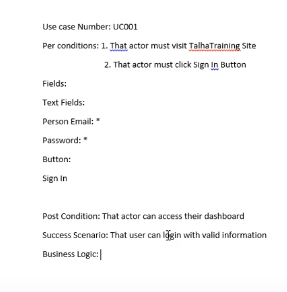 Use case Number: UC001
Per conditions: 1. That actor must visit TalhaTraining Site
2. That actor must click Sign In Button
Fields:
Text Fields:
Person Email: *
Password: *
Button:
Sign In
Post Condition: That actor can access their dashboard
Success Scenario: That user can login with valid information
Business Logic: